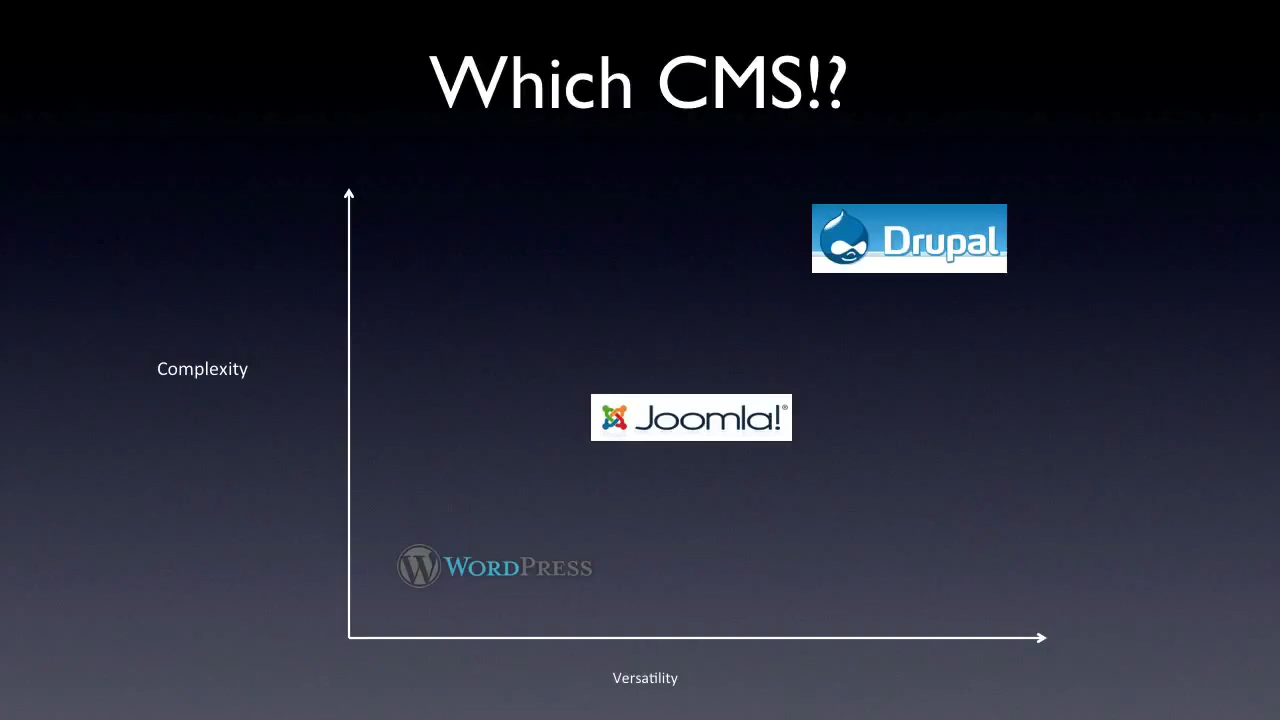 Which CMS!?
Drupal
Complexity
Joomla!®
WORDPRESS
Versatility